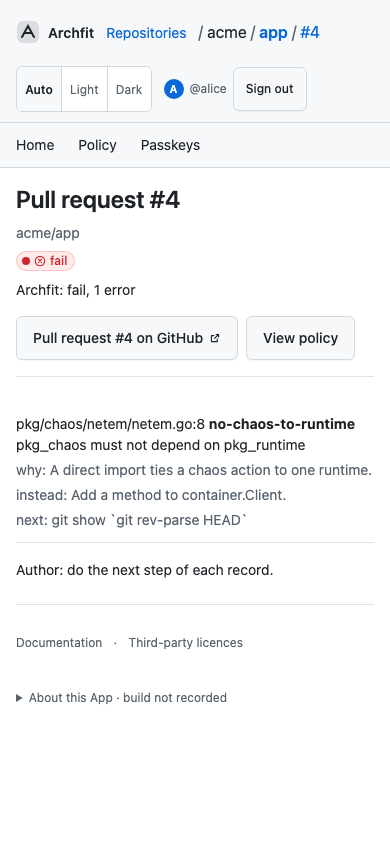 Archfit Repositories / acme / app / #4
Auto Light Dark A @alice Sign out
Home Policy Passkeys
Pull request #4
acme/app
fail
Archfit: fail, 1 error
Pull request #4 on GitHub View policy
pkg/chaos/netem/netem.go:8 no-chaos-to-runtime
pkg_chaos must not depend on pkg_runtime
why: A direct import ties a chaos action to one runtime.
instead: Add a method to container.Client.
next: git show `git rev-parse HEAD`
Author: do the next step of each record.
Documentation · Third-party licences
About this App · build not recorded